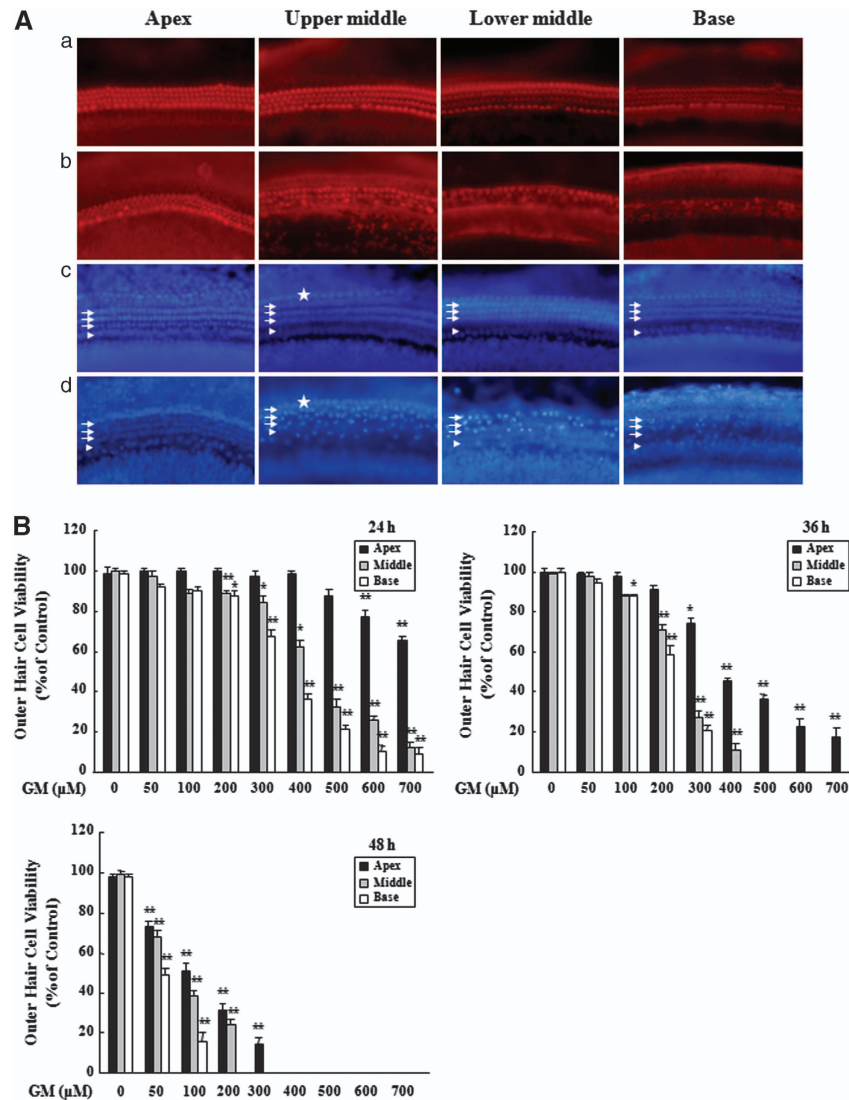 A
Apex Upper middle Lower middle Base
a
b
c
d
B
24 h
Apex
Middle
Base
Outer Hair Cell Viability
(% of Control)
120
100
80
60
40
20
0
** * * ** * ** ** ** ** ** ** ** ** **
GM (µM) 0 50 100 200 300 400 500 600 700
36 h
Apex
Middle
Base
Outer Hair Cell Viability
(% of Control)
120
100
80
60
40
20
0
* ** ** * ** ** ** ** ** ** **
GM (µM) 0 50 100 200 300 400 500 600 700
48 h
Apex
Middle
Base
Outer Hair Cell Viability
(% of Control)
120
100
80
60
40
20
0
** ** ** ** ** ** ** ** **
GM (µM) 0 50 100 200 300 400 500 600 700